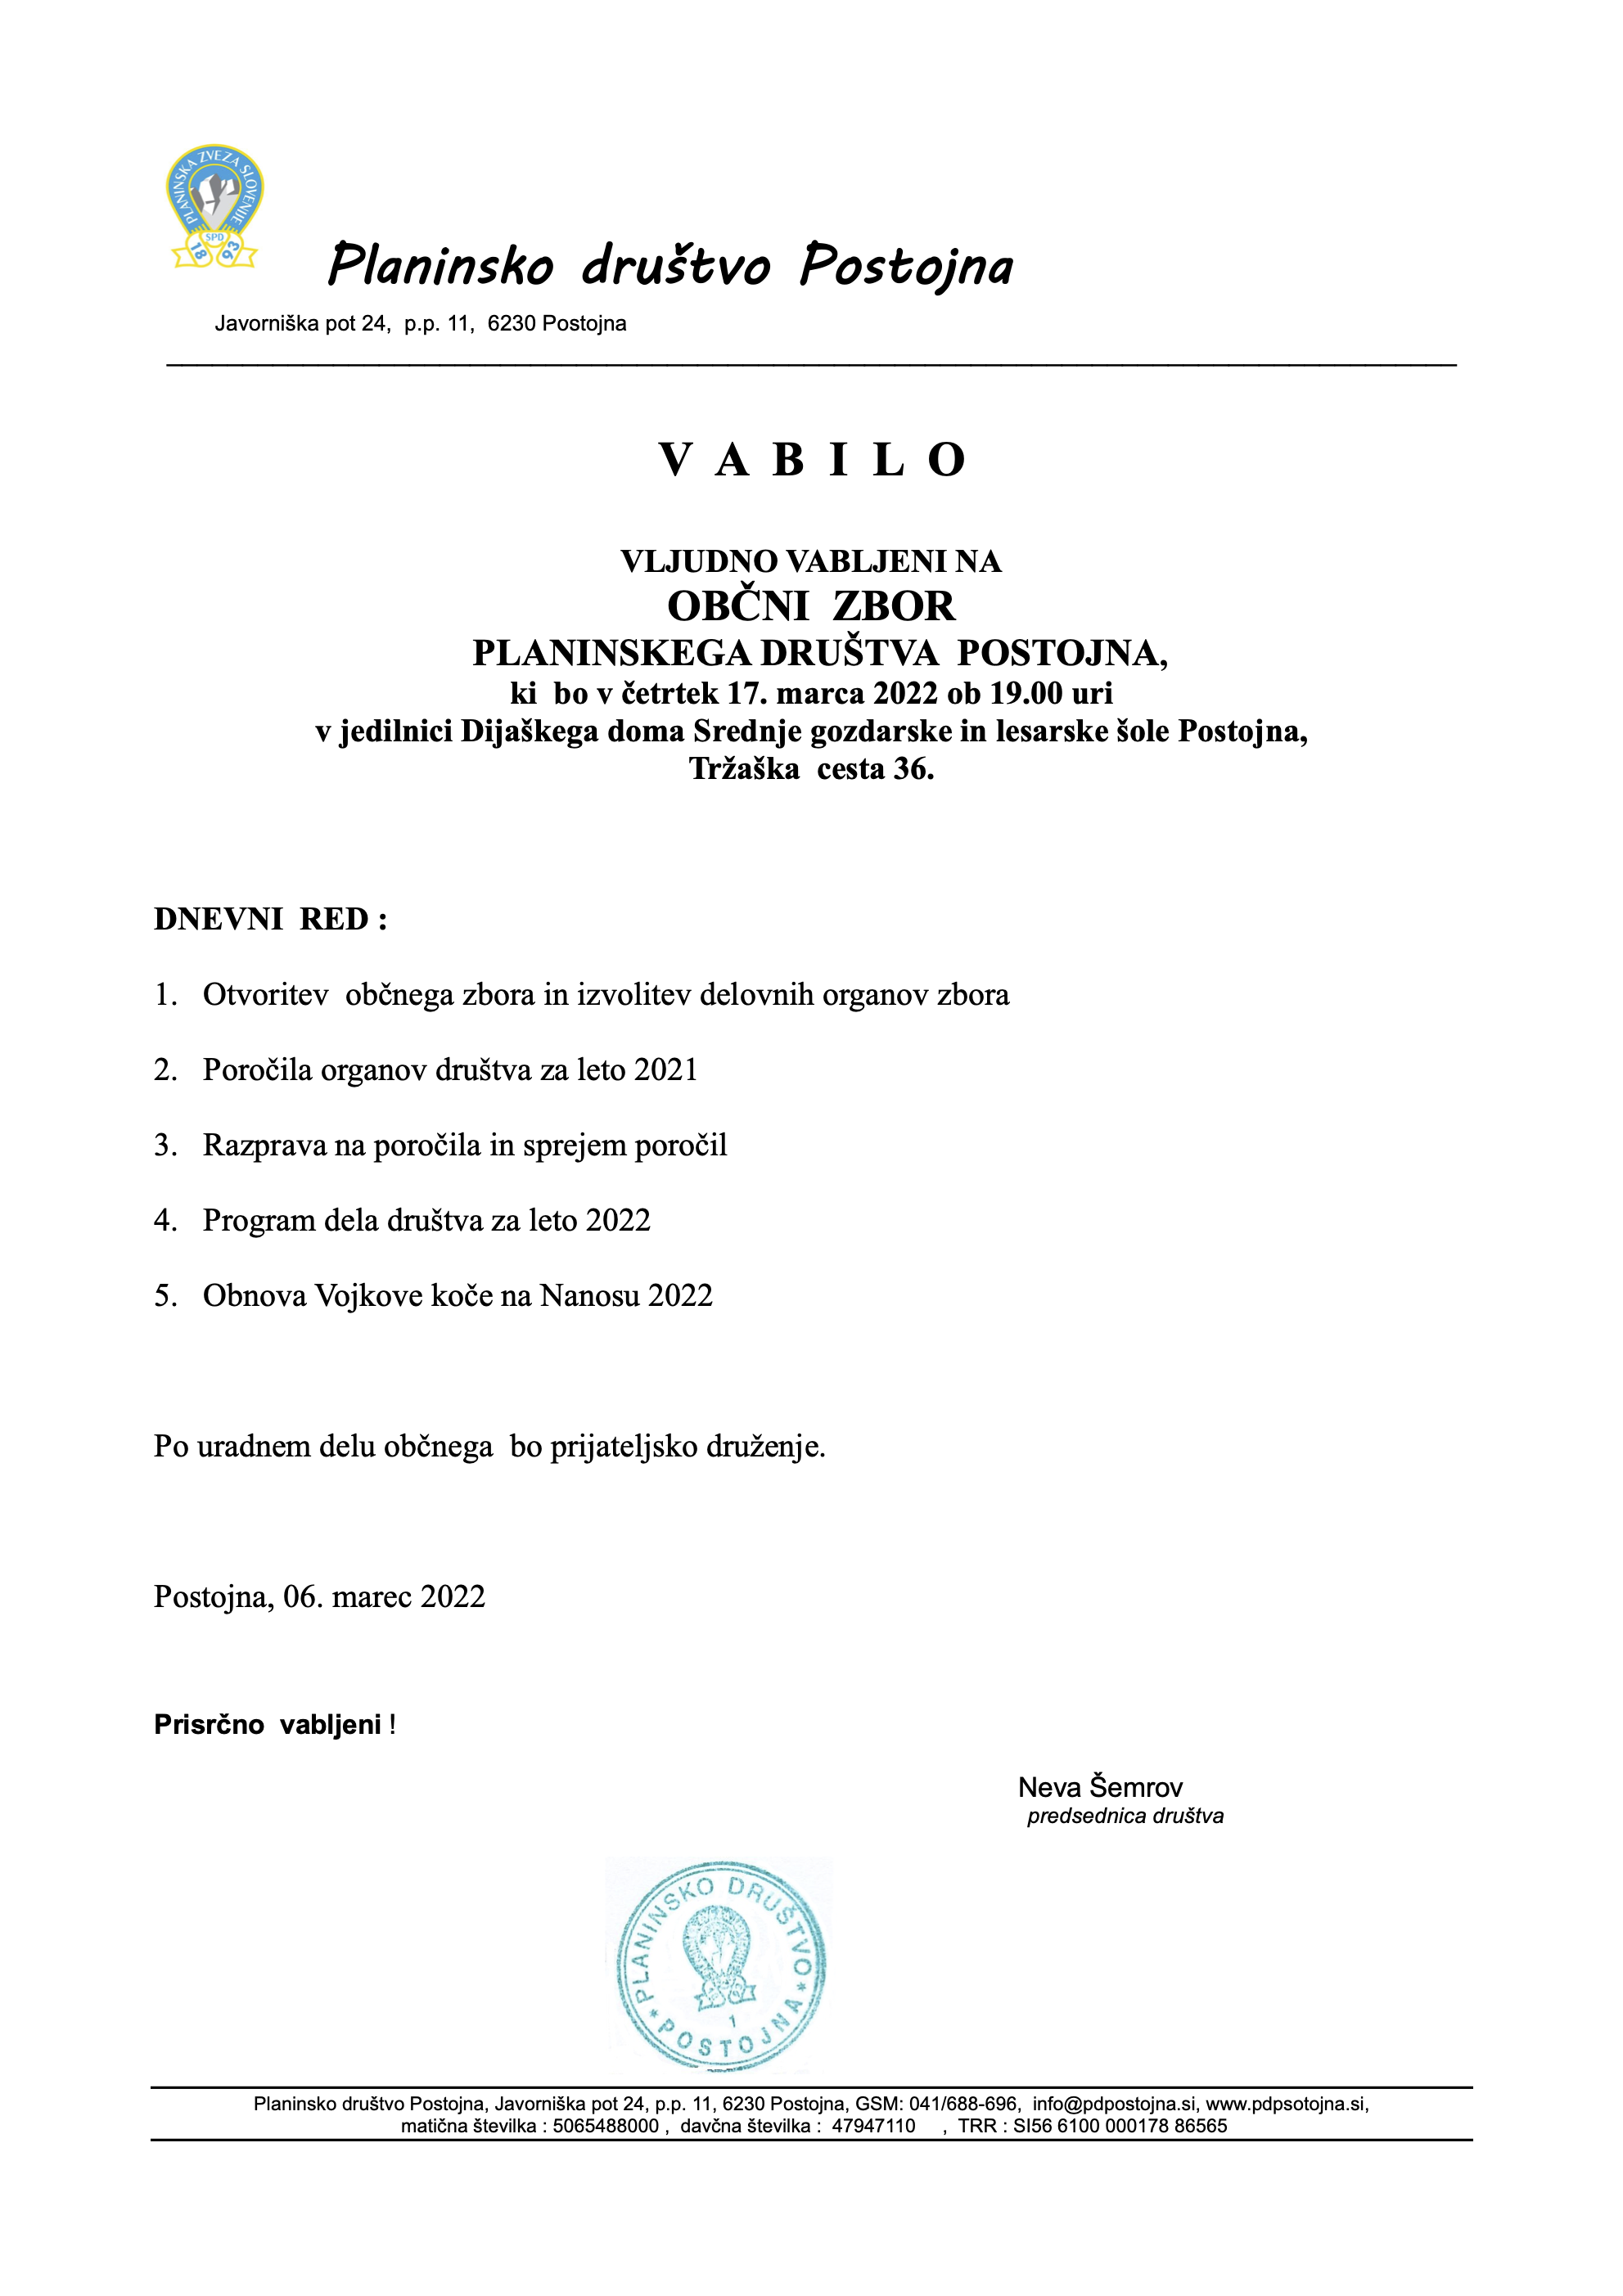 PLANINSKA ZVEZA SLOVENIJE
SPD
18 93
Planinsko društvo Postojna
Javorniška pot 24, p.p. 11, 6230 Postojna
V A B I L O
VLJUDNO VABLJENI NA
OBČNI ZBOR
PLANINSKEGA DRUŠTVA POSTOJNA,
ki bo v četrtek 17. marca 2022 ob 19.00 uri
v jedilnici Dijaškega doma Srednje gozdarske in lesarske šole Postojna,
Tržaška cesta 36.
DNEVNI RED :
1. Otvoritev občnega zbora in izvolitev delovnih organov zbora
2. Poročila organov društva za leto 2021
3. Razprava na poročila in sprejem poročil
4. Program dela društva za leto 2022
5. Obnova Vojkove koče na Nanosu 2022
Po uradnem delu občnega bo prijateljsko druženje.
Postojna, 06. marec 2022
Prisrčno vabljeni !
Neva Šemrov
predsednica društva
PLANINSKO DRUŠTVO
* POSTOJNA *
1
Planinsko društvo Postojna, Javorniška pot 24, p.p. 11, 6230 Postojna, GSM: 041/688-696, info@pdpostojna.si, www.pdpsotojna.si,
matična številka : 5065488000 , davčna številka : 47947110 , TRR : SI56 6100 000178 86565